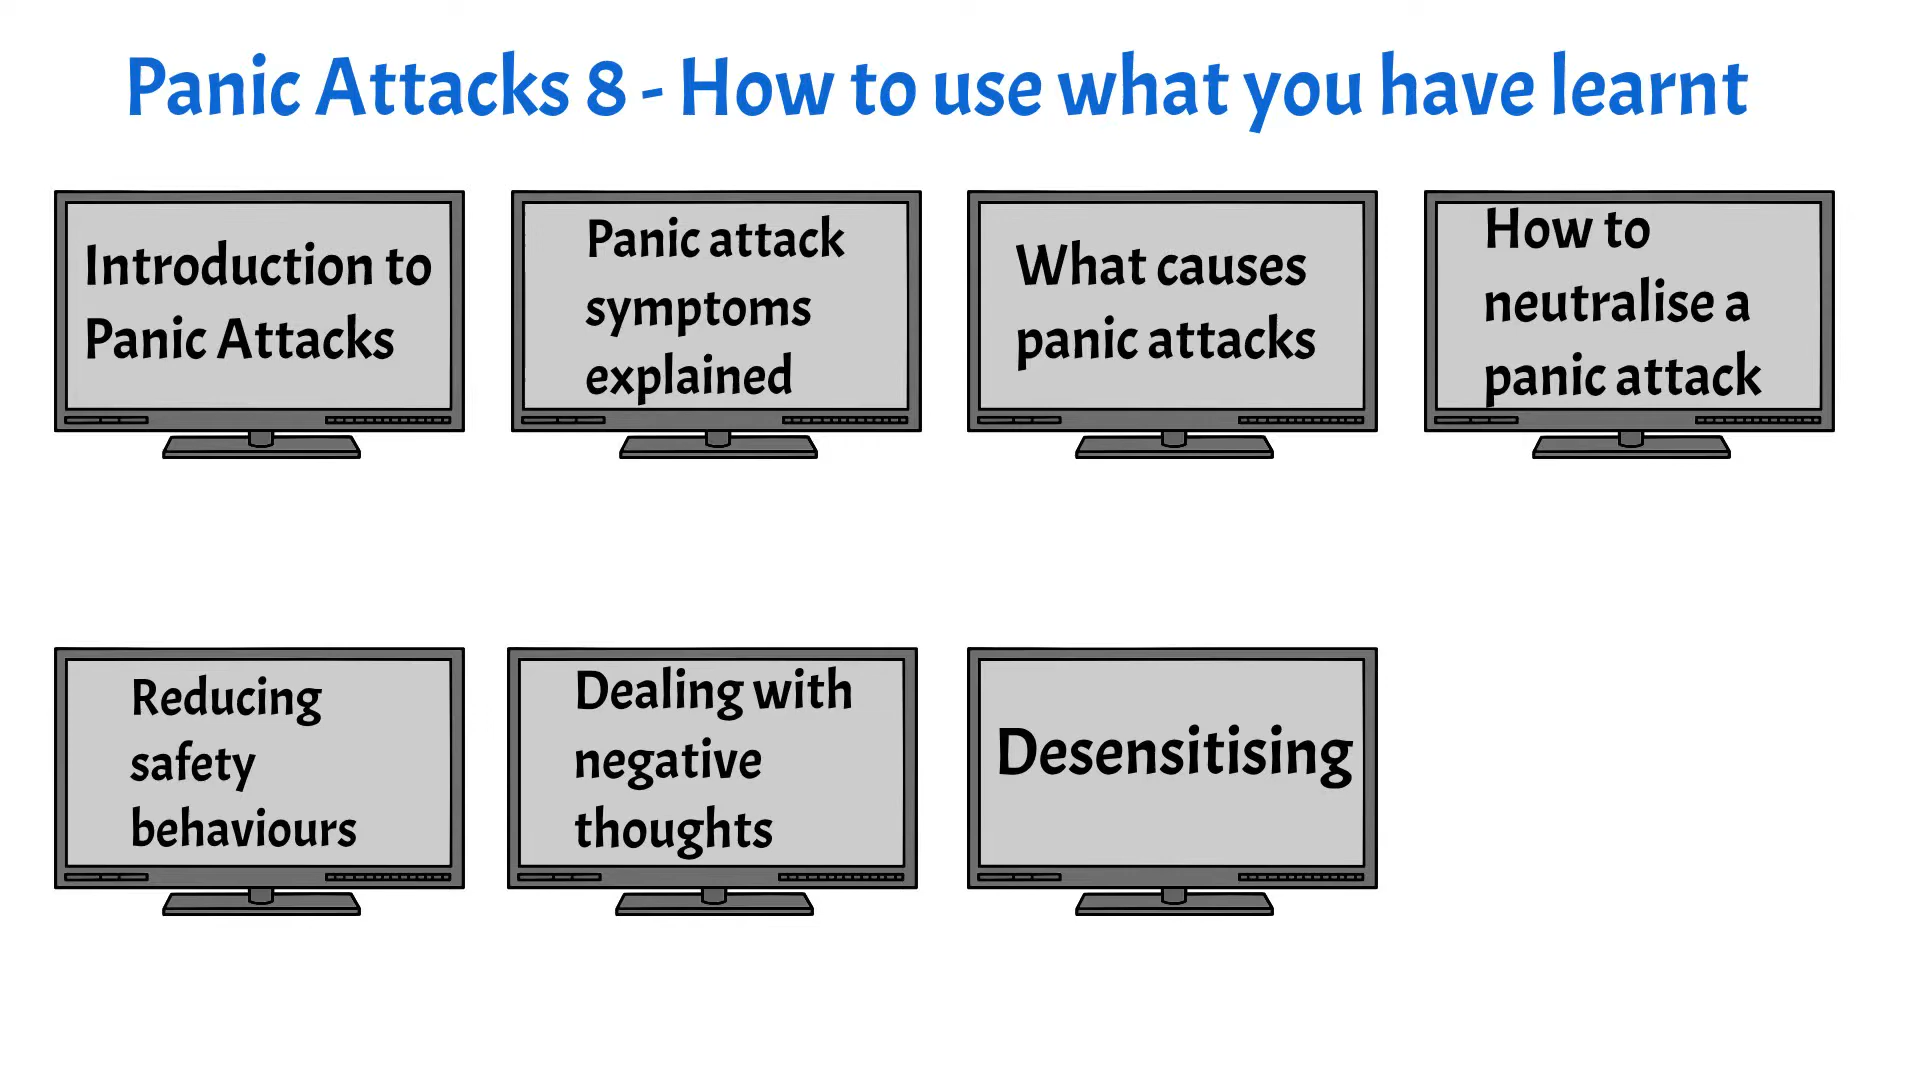 Panic Attacks 8 - How to use what you have learnt
Introduction to
Panic Attacks
Panic attack
symptoms
explained
What causes
panic attacks
How to
neutralise a
panic attack
Reducing
safety
behaviours
Dealing with
negative
thoughts
Desensitising